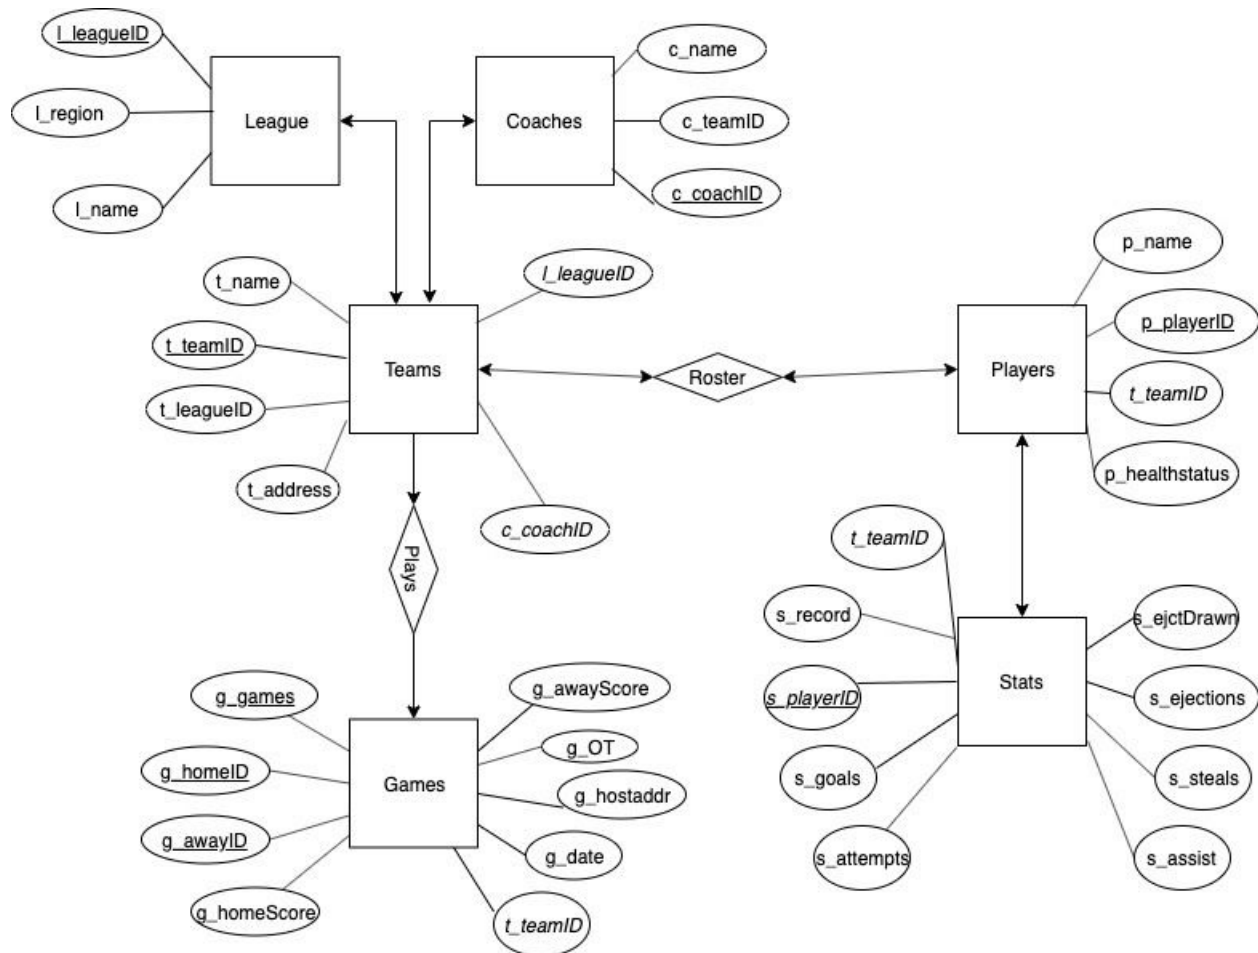 l_leagueID
l_region
l_name
League
Coaches
c_name
c_teamID
c_coachID
t_name
t_teamID
t_leagueID
t_address
Teams
l_leagueID
c_coachID
Roster
Players
p_name
p_playerID
t_teamID
p_healthstatus
Plays
g_games
g_homeID
g_awayID
g_homeScore
Games
g_awayScore
g_OT
g_hostaddr
g_date
t_teamID
t_teamID
s_record
s_playerID
s_goals
s_attempts
Stats
s_ejctDrawn
s_ejections
s_steals
s_assist